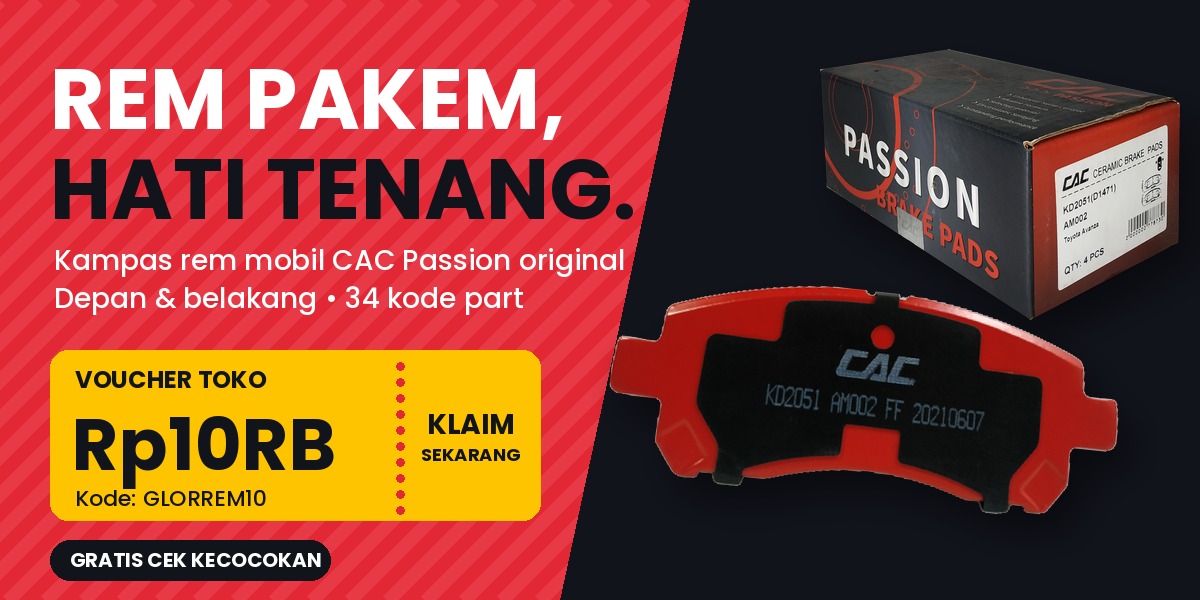 REM PAKEM,
HATI TENANG.
Kampas rem mobil CAC Passion original
Depan & belakang • 34 kode part
VOUCHER TOKO
Rp10RB
Kode: GLORREM10
KLAIM
SEKARANG
GRATIS CEK KECOCOKAN
PASSION
BRAKE PADS
CAC CERAMIC BRAKE PADS
KD2051(D1471)
AM002
Toyota Avanza
QTY: 4 PCS
CAC
KD2051 AM002 FF 20210607